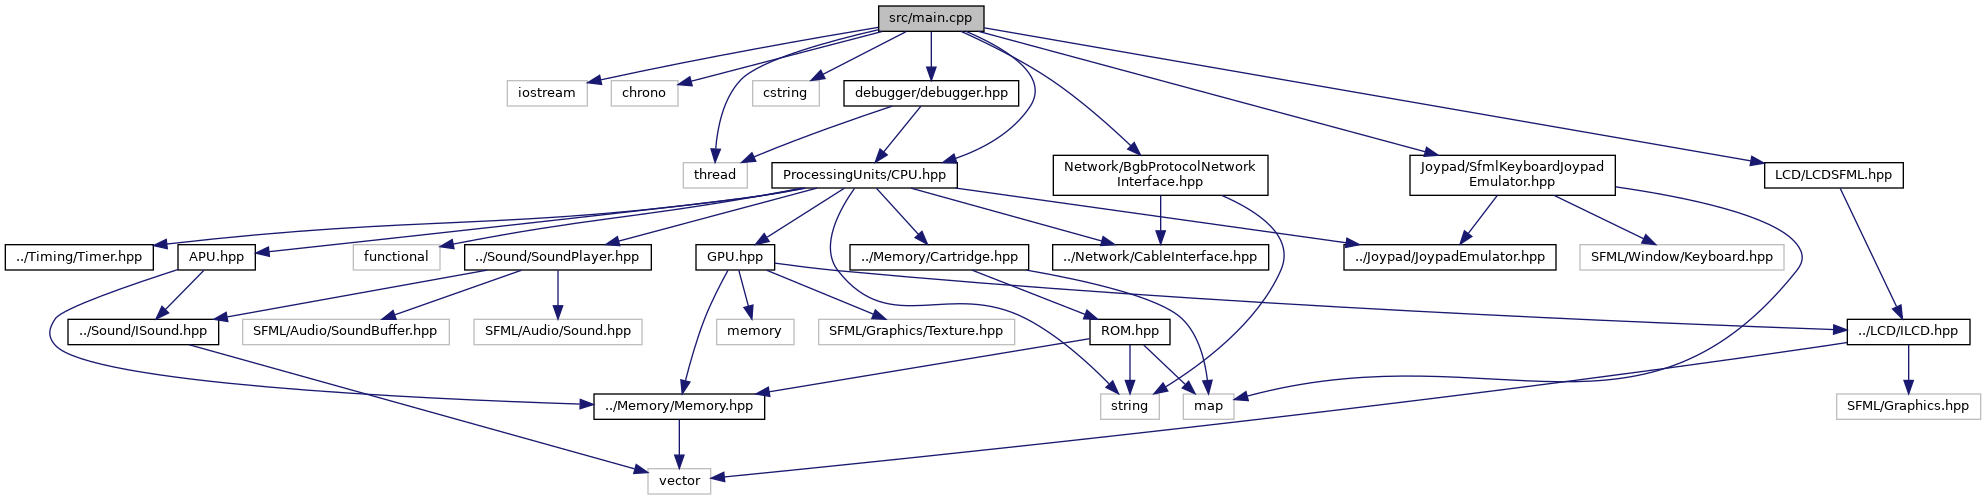 src/main.cpp
iostream
chrono
cstring
debugger/debugger.hpp
thread
ProcessingUnits/CPU.hpp
Network/BgbProtocolNetwork
Interface.hpp
Joypad/SfmlKeyboardJoypad
Emulator.hpp
LCD/LCDSFML.hpp
../Timing/Timer.hpp
APU.hpp
functional
../Sound/SoundPlayer.hpp
GPU.hpp
../Memory/Cartridge.hpp
../Network/CableInterface.hpp
../Joypad/JoypadEmulator.hpp
SFML/Window/Keyboard.hpp
../Sound/ISound.hpp
SFML/Audio/SoundBuffer.hpp
SFML/Audio/Sound.hpp
memory
SFML/Graphics/Texture.hpp
ROM.hpp
../LCD/ILCD.hpp
../Memory/Memory.hpp
string
map
SFML/Graphics.hpp
vector